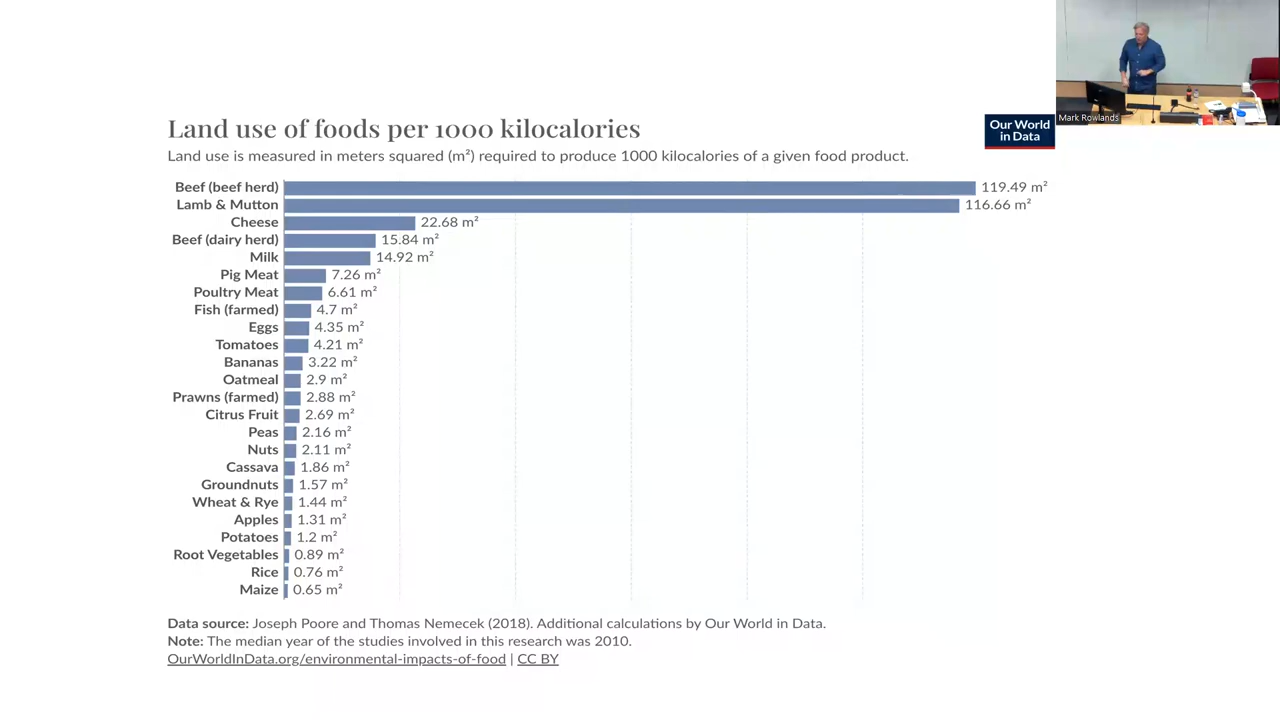 Mark Rowlands
Land use of foods per 1000 kilocalories
Our World
in Data
Land use is measured in meters squared (m²) required to produce 1000 kilocalories of a given food product.
Beef (beef herd) 119.49 m²
Lamb & Mutton 116.66 m²
Cheese 22.68 m²
Beef (dairy herd) 15.84 m²
Milk 14.92 m²
Pig Meat 7.26 m²
Poultry Meat 6.61 m²
Fish (farmed) 4.7 m²
Eggs 4.35 m²
Tomatoes 4.21 m²
Bananas 3.22 m²
Oatmeal 2.9 m²
Prawns (farmed) 2.88 m²
Citrus Fruit 2.69 m²
Peas 2.16 m²
Nuts 2.11 m²
Cassava 1.86 m²
Groundnuts 1.57 m²
Wheat & Rye 1.44 m²
Apples 1.31 m²
Potatoes 1.2 m²
Root Vegetables 0.89 m²
Rice 0.76 m²
Maize 0.65 m²
Data source: Joseph Poore and Thomas Nemecek (2018). Additional calculations by Our World in Data.
Note: The median year of the studies involved in this research was 2010.
OurWorldInData.org/environmental-impacts-of-food | CC BY